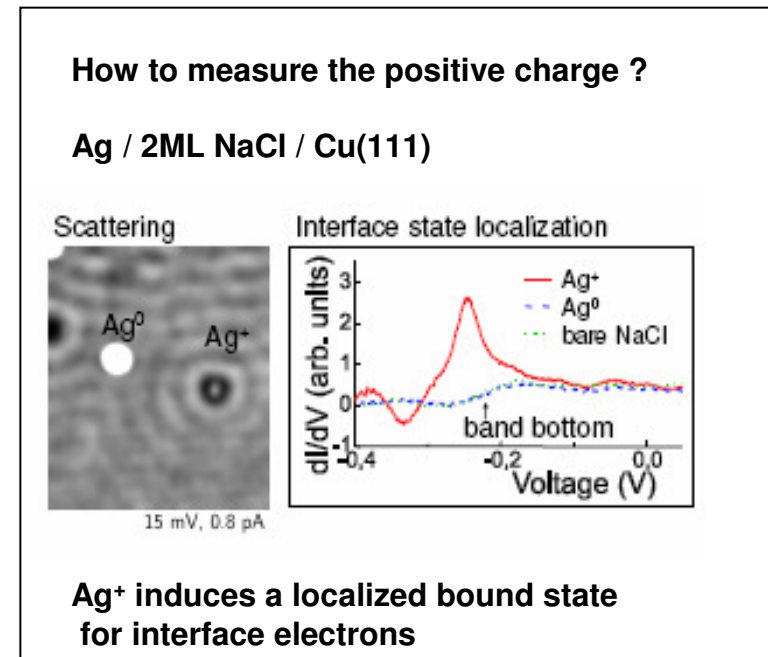 How to measure the positive charge ?
Ag / 2ML NaCl / Cu(111)
Scattering
Ag⁰
Ag⁺
15 mV, 0.8 pA
Interface state localization
dI/dV (arb. units)
3
2
1
0
-1
Ag⁺
Ag⁰
bare NaCl
band bottom
-0,4
-0,2
0,0
Voltage (V)
Ag⁺ induces a localized bound state
for interface electrons